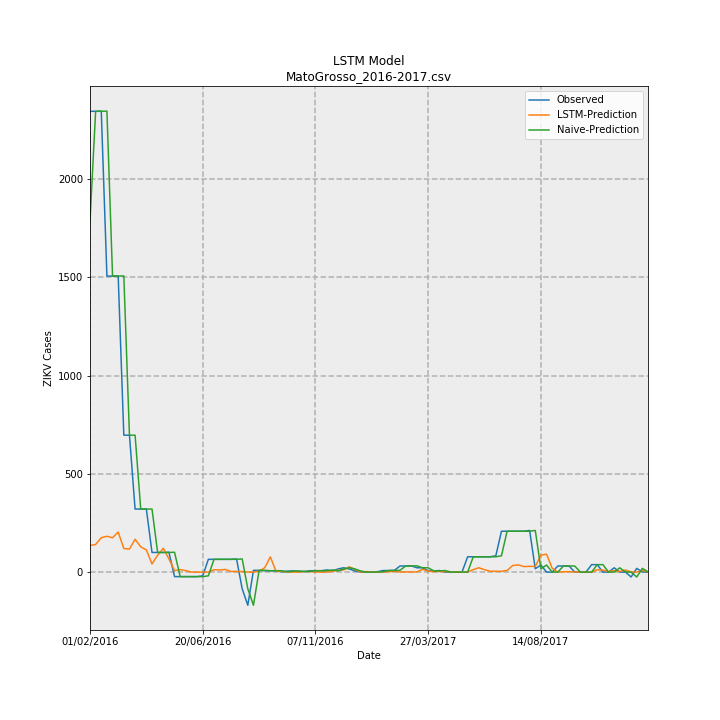 LSTM Model
MatoGrosso_2016-2017.csv
Observed
LSTM-Prediction
Naive-Prediction
ZIKV Cases
2000
1500
1000
500
0
01/02/2016
20/06/2016
07/11/2016
27/03/2017
14/08/2017
Date